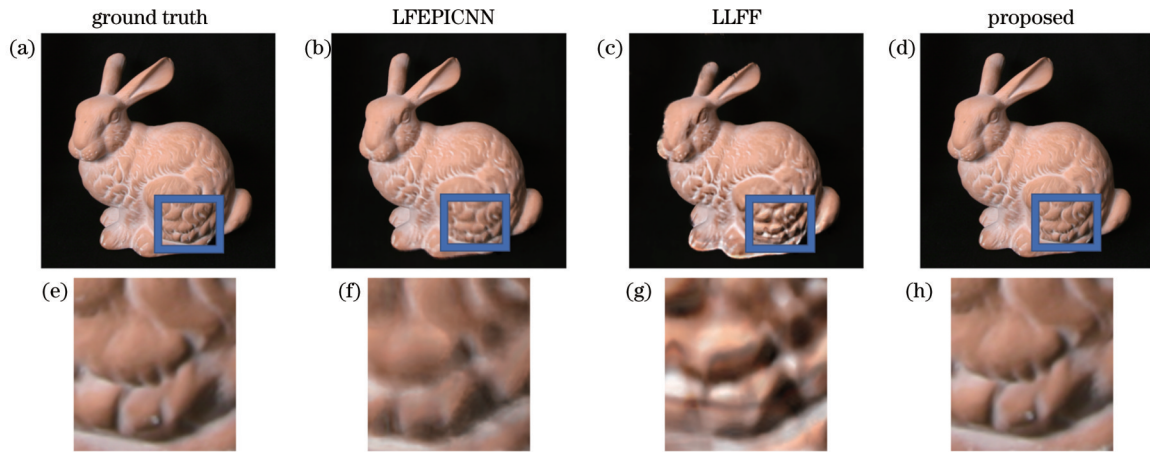 ground truth LFEPICNN LLFF proposed
(a) (b) (c) (d)
(e) (f) (g) (h)